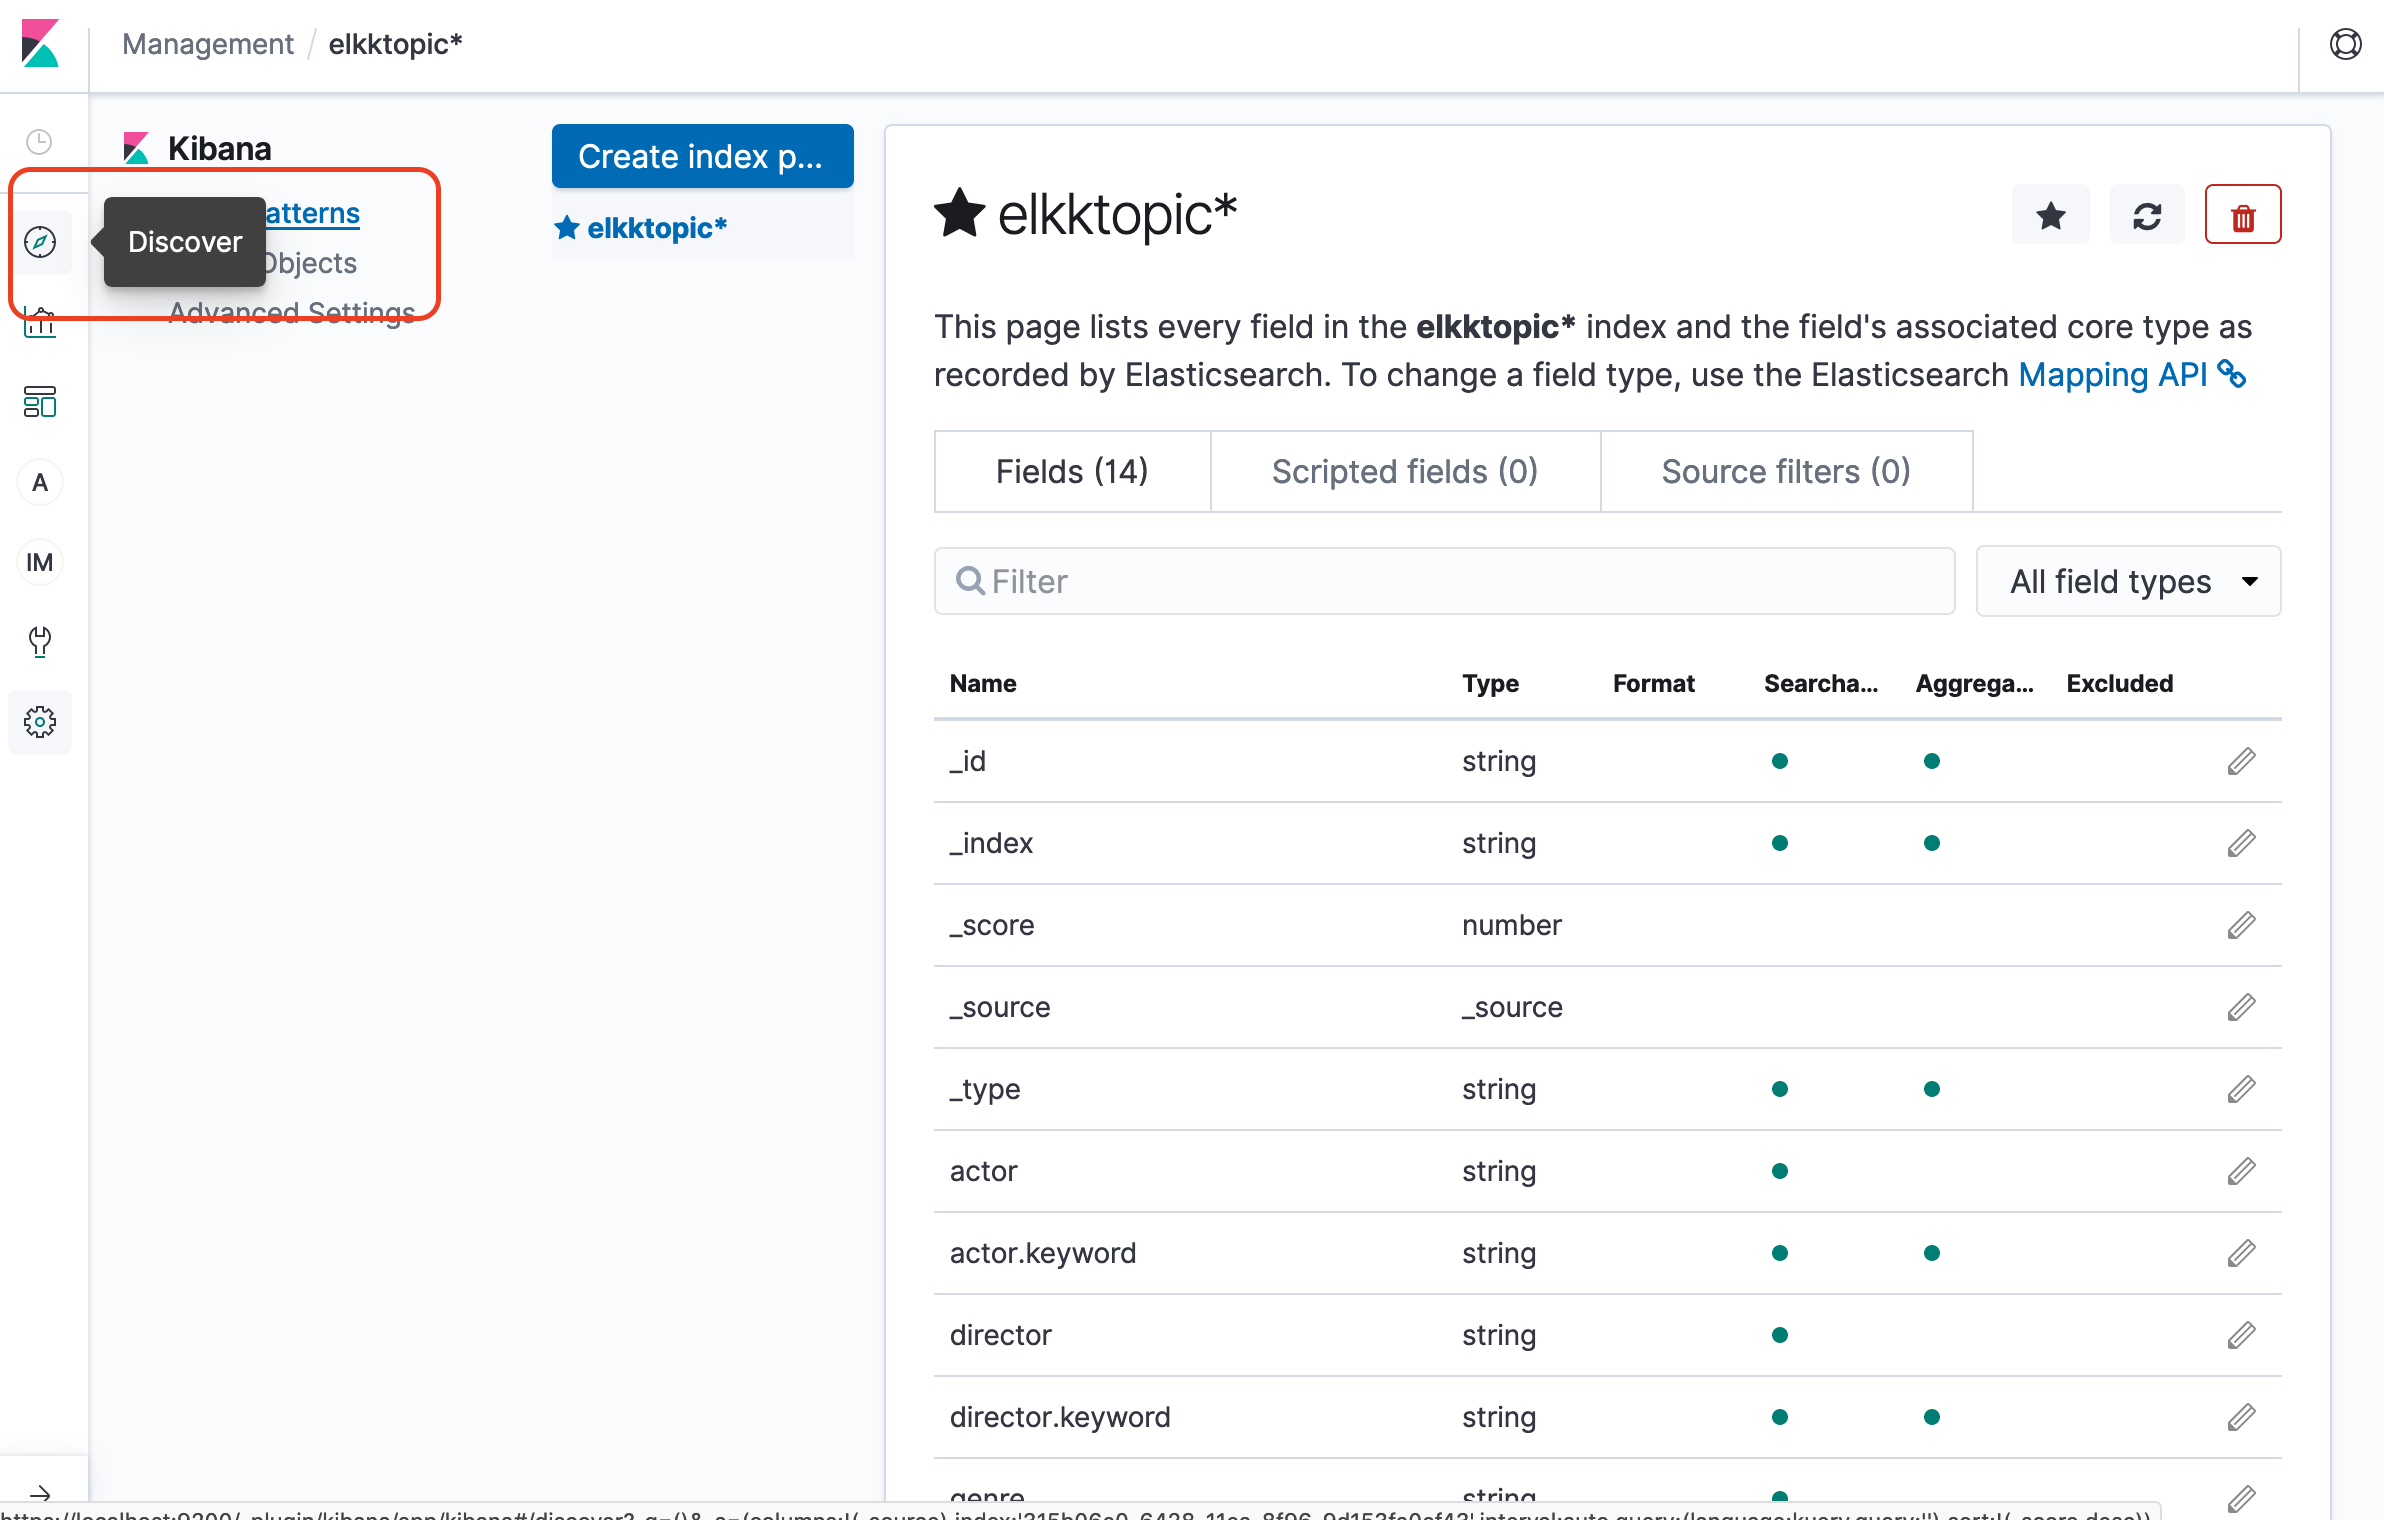 Management / elkktopic*
Kibana
atterns
Discover
Objects
Advanced Settings
A
IM
Create index p...
elkktopic*
elkktopic*
This page lists every field in the elkktopic* index and the field's associated core type as
recorded by Elasticsearch. To change a field type, use the Elasticsearch Mapping API
Fields (14) Scripted fields (0) Source filters (0)
Filter All field types
Name Type Format Searcha... Aggrega... Excluded
_id string
_index string
_score number
_source _source
_type string
actor string
actor.keyword string
director string
director.keyword string
genre string